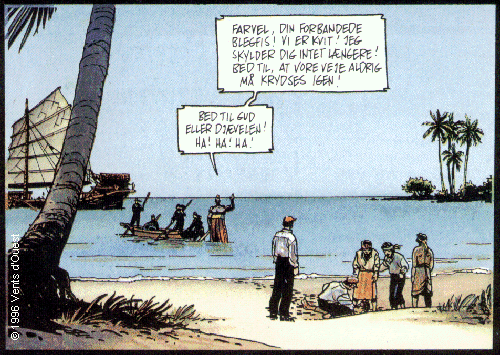 FARVEL, DIN FORBANDEDE
BLEGFIS! VI ER KVIT! JEG
SKYLDER DIG INTET LÆNGERE!
BED TIL, AT VORE VEJE ALDRIG
MÅ KRYDSES IGEN!
BED TIL GUD
ELLER DJÆVELEN!
HA! HA! HA!
© 1996 Vents d'Ouest